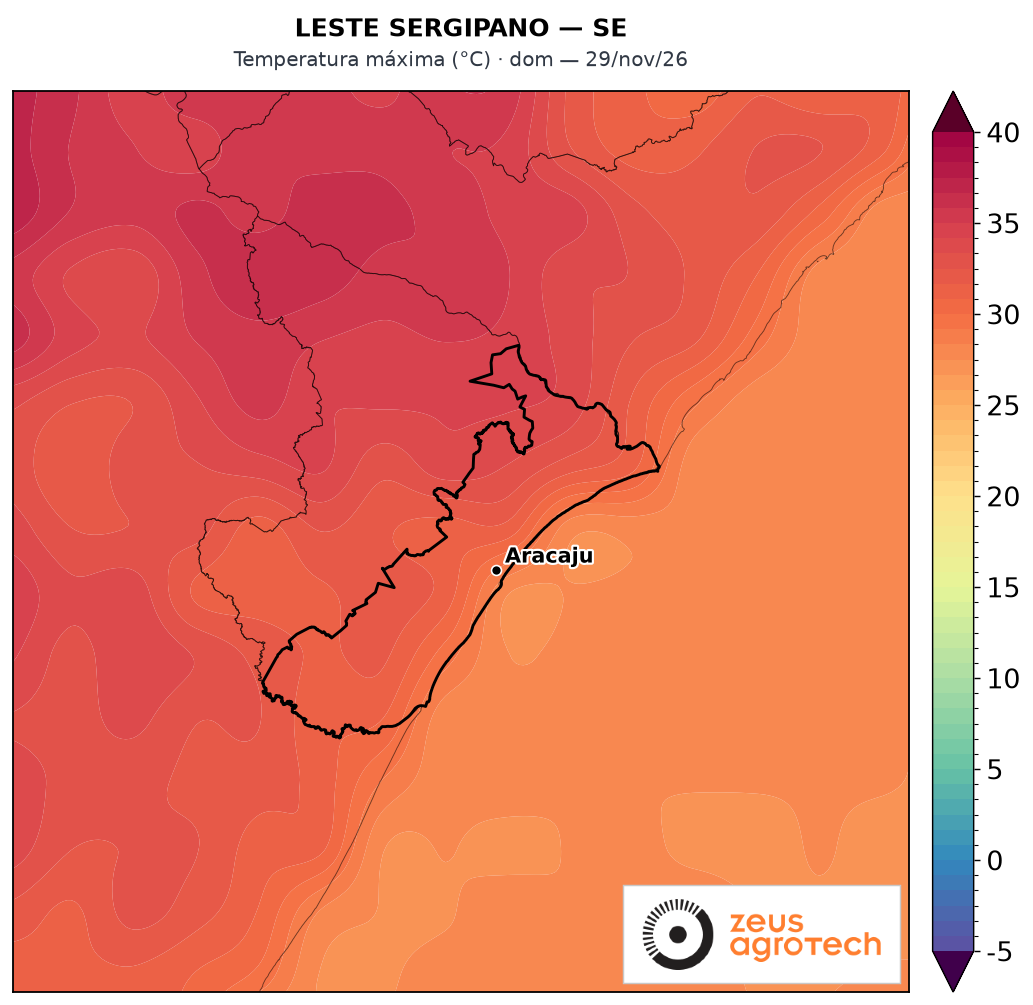 LESTE SERGIPANO — SE
Temperatura máxima (°C) · dom — 29/nov/26
40
35
30
25
20
15
10
5
0
-5
Aracaju
zeus
agrotech